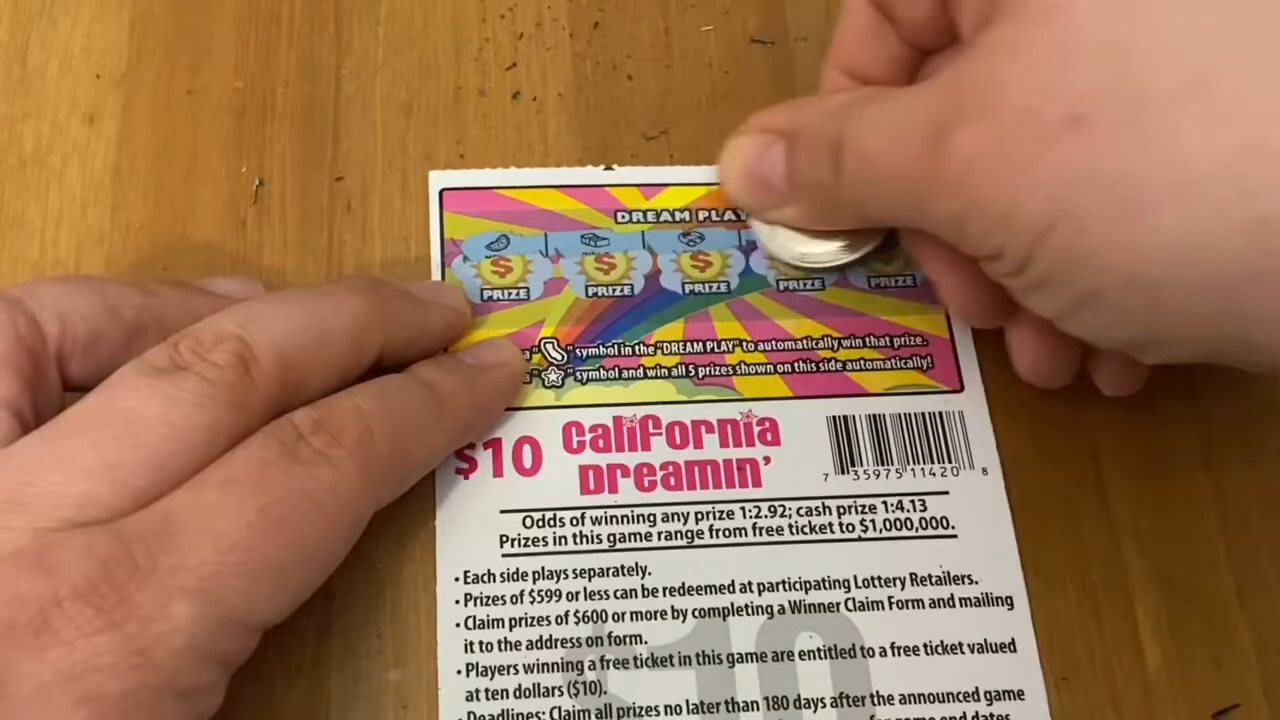 DREAM PLAY
PRIZE PRIZE PRIZE PRIZE PRIZE
a " " symbol in the "DREAM PLAY" to automatically win that prize.
a " " symbol and win all 5 prizes shown on this side automatically!
$10 California Dreamin'
7 35975 11420 8
Odds of winning any prize 1:2.92; cash prize 1:4.13
Prizes in this game range from free ticket to $1,000,000.
• Each side plays separately.
• Prizes of $599 or less can be redeemed at participating Lottery Retailers.
• Claim prizes of $600 or more by completing a Winner Claim Form and mailing
it to the address on form.
• Players winning a free ticket in this game are entitled to a free ticket valued
at ten dollars ($10).
• Deadlines: Claim all prizes no later than 180 days after the announced game
game end dates
$10